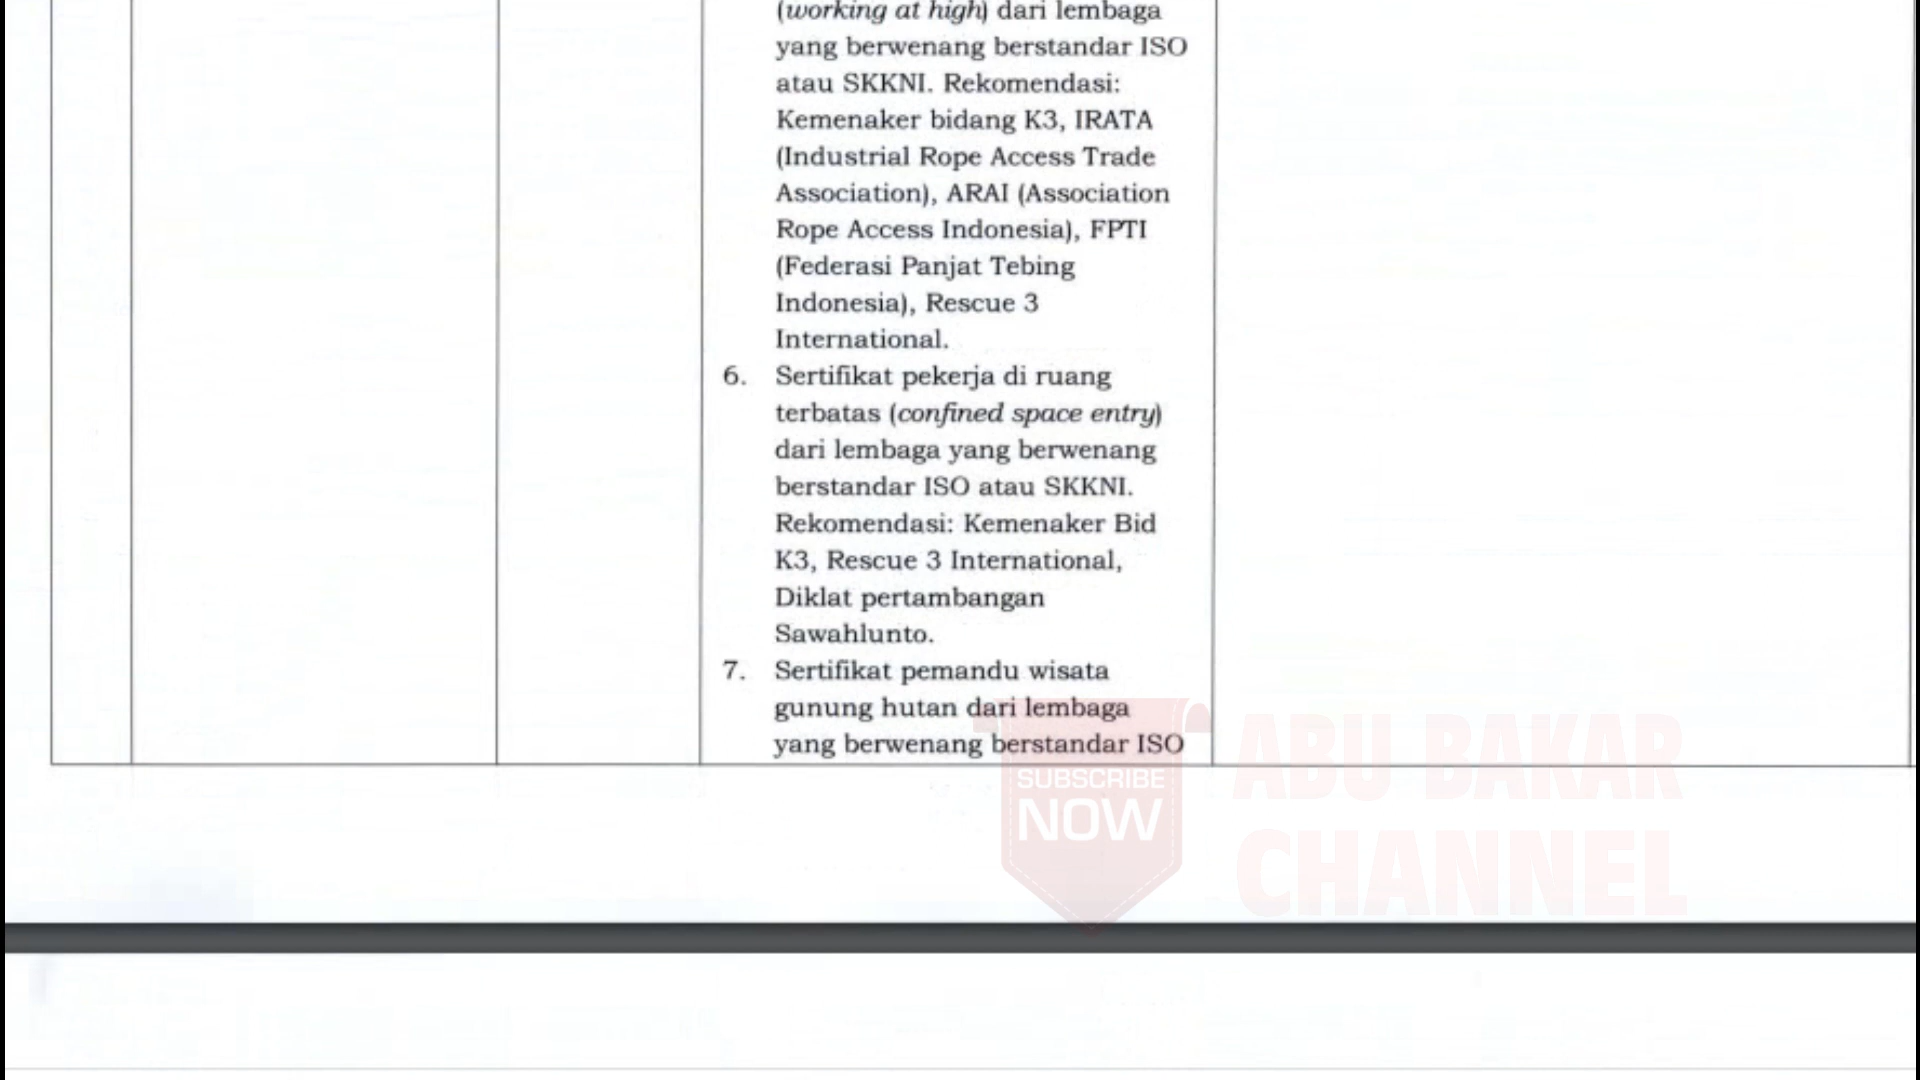 (working at high) dari lembaga
yang berwenang berstandar ISO
atau SKKNI. Rekomendasi:
Kemenaker bidang K3, IRATA
(Industrial Rope Access Trade
Association), ARAI (Association
Rope Access Indonesia), FPTI
(Federasi Panjat Tebing
Indonesia), Rescue 3
International.
6. Sertifikat pekerja di ruang
terbatas (confined space entry)
dari lembaga yang berwenang
berstandar ISO atau SKKNI.
Rekomendasi: Kemenaker Bid
K3, Rescue 3 International,
Diklat pertambangan
Sawahlunto.
7. Sertifikat pemandu wisata
gunung hutan dari lembaga
yang berwenang berstandar ISO
SUBSCRIBE
NOW
ABU BAKAR
CHANNEL